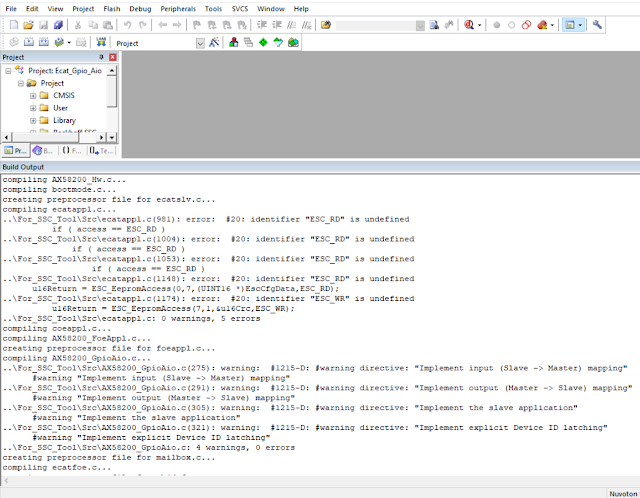 File Edit View Project Flash Debug Peripherals Tools SVCS Window Help
LOAD Project
Project
Project: Ecat_Gpio_Aio
Project
CMSIS
User
Library
Pr... B... {} F... Te...
Build Output
compiling AX58200_Hw.c...
compiling bootmode.c...
creating preprocessor file for ecatslv.c...
compiling ecatappl.c...
..\For_SSC_Tool\Src\ecatappl.c(981): error:  #20: identifier "ESC_RD" is undefined
if ( access == ESC_RD )
..\For_SSC_Tool\Src\ecatappl.c(1004): error:  #20: identifier "ESC_RD" is undefined
if ( access == ESC_RD )
..\For_SSC_Tool\Src\ecatappl.c(1053): error:  #20: identifier "ESC_RD" is undefined
if ( access == ESC_RD )
..\For_SSC_Tool\Src\ecatappl.c(1148): error:  #20: identifier "ESC_RD" is undefined
u16Return = ESC_EepromAccess(0,7,(UINT16 *)EscCfgData,ESC_RD);
..\For_SSC_Tool\Src\ecatappl.c(1174): error:  #20: identifier "ESC_WR" is undefined
u16Return = ESC_EepromAccess(7,1,&u16Crc,ESC_WR);
..\For_SSC_Tool\Src\ecatappl.c: 0 warnings, 5 errors
compiling coeappl.c...
compiling AX58200_FoeAppl.c...
creating preprocessor file for foeappl.c...
compiling AX58200_GpioAio.c...
..\For_SSC_Tool\Src\AX58200_GpioAio.c(275): warning:  #1215-D: #warning directive: "Implement input (Slave -> Master) mapping"
#warning "Implement input (Slave -> Master) mapping"
..\For_SSC_Tool\Src\AX58200_GpioAio.c(291): warning:  #1215-D: #warning directive: "Implement output (Master -> Slave) mapping"
#warning "Implement output (Master -> Slave) mapping"
..\For_SSC_Tool\Src\AX58200_GpioAio.c(305): warning:  #1215-D: #warning directive: "Implement the slave application"
#warning "Implement the slave application"
..\For_SSC_Tool\Src\AX58200_GpioAio.c(321): warning:  #1215-D: #warning directive: "Implement explicit Device ID latching"
#warning "Implement explicit Device ID latching"
..\For_SSC_Tool\Src\AX58200_GpioAio.c: 4 warnings, 0 errors
creating preprocessor file for mailbox.c...
compiling ecatfoe.c...
Nuvoton